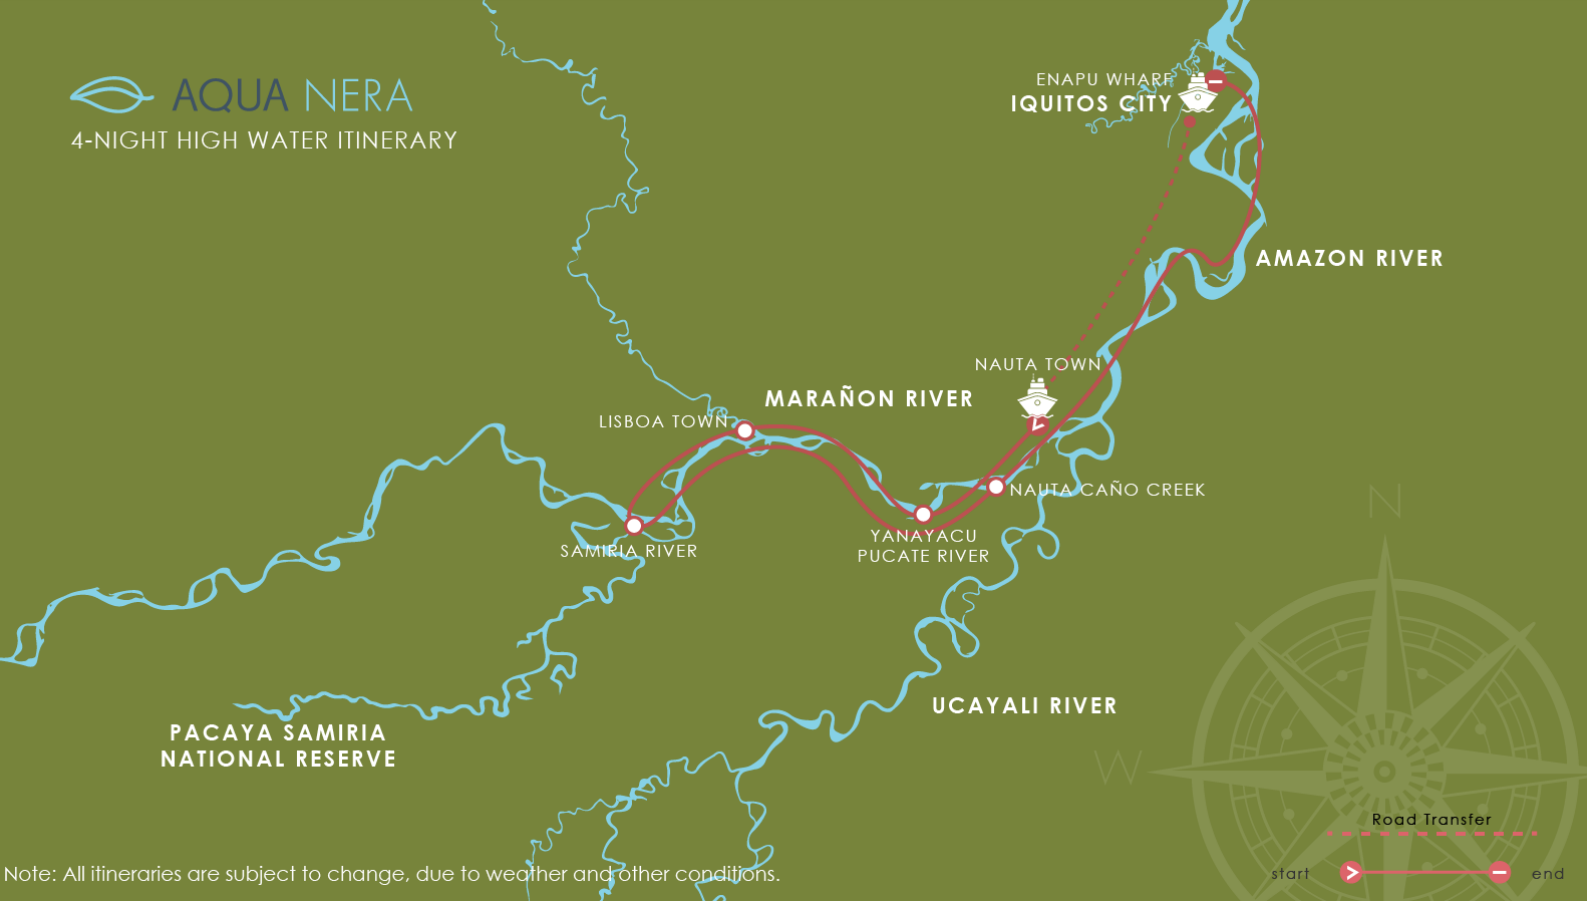 AQUA NERA
4-NIGHT HIGH WATER ITINERARY
ENAPU WHARF
IQUITOS CITY
AMAZON RIVER
NAUTA TOWN
MARAÑON RIVER
LISBOA TOWN
NAUTA CAÑO CREEK
YANAYACU
PUCATE RIVER
SAMIRIA RIVER
N
UCAYALI RIVER
PACAYA SAMIRIA
NATIONAL RESERVE
W
Road Transfer
start
end
Note: All itineraries are subject to change, due to weather and other conditions.